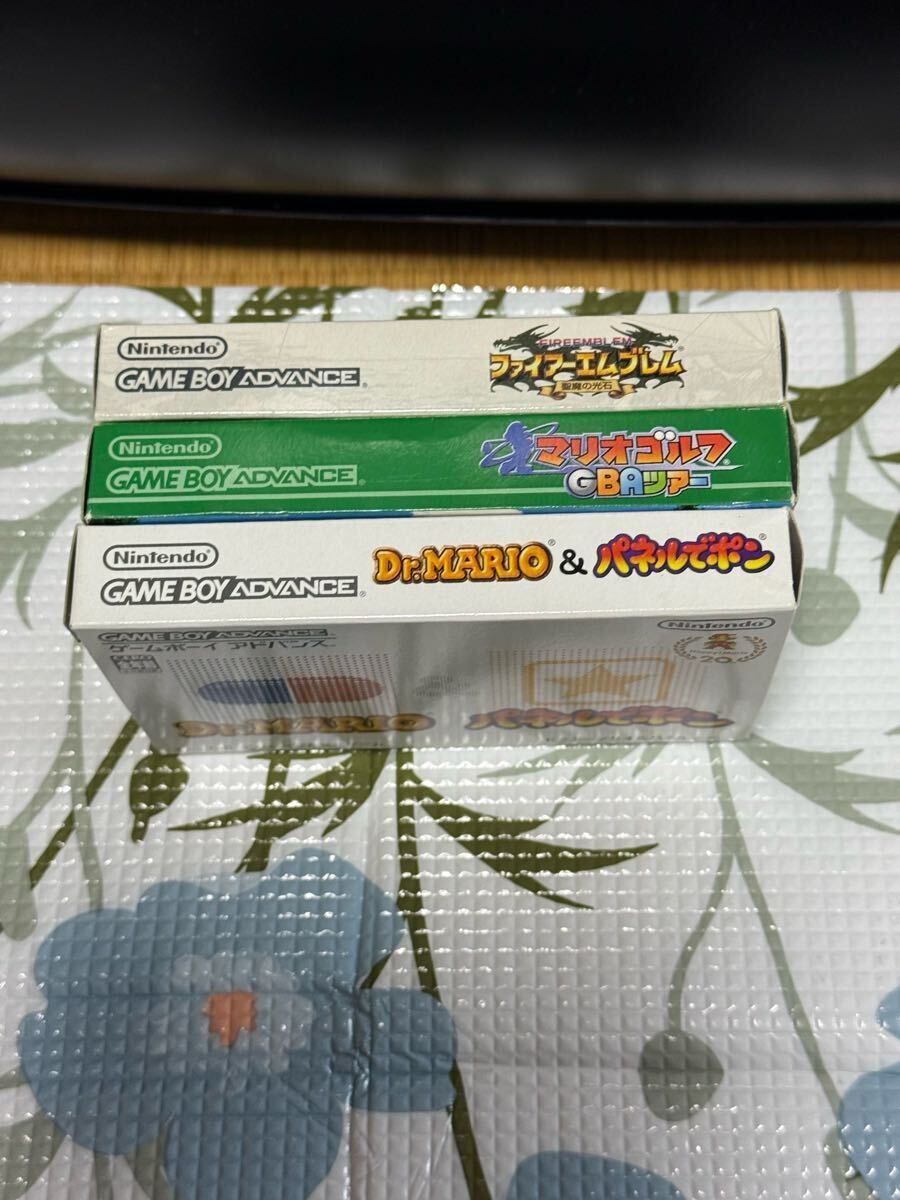 Nintendo
GAME BOY ADVANCE
FIRE EMBLEM
ファイアーエムブレム
聖魔の光石
Nintendo
GAME BOY ADVANCE
マリオゴルフ
GBAツアー
Nintendo
GAME BOY ADVANCE
Dr.MARIO & パネルでポン
GAME BOY ADVANCE
ゲームボーイ アドバンス
Nintendo
20
Dr.MARIO
パネルでポン